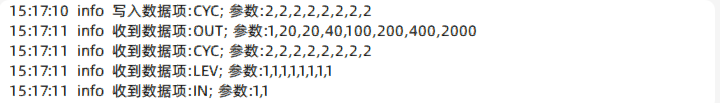 15:17:10 info 写入数据项:CYC; 参数:2,2,2,2,2,2,2,2
15:17:11 info 收到数据项:OUT; 参数:1,20,20,40,100,200,400,2000
15:17:11 info 收到数据项:CYC; 参数:2,2,2,2,2,2,2,2
15:17:11 info 收到数据项:LEV; 参数:1,1,1,1,1,1,1,1
15:17:11 info 收到数据项:IN; 参数:1,1